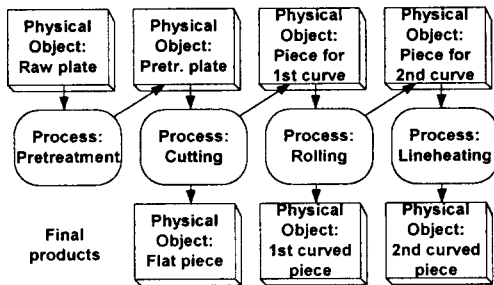 Physical
Object:
Raw plate
Physical
Object:
Pretr. plate
Physical
Object:
Piece for
1st curve
Physical
Object:
Piece for
2nd curve
Process:
Pretreatment
Process:
Cutting
Process:
Rolling
Process:
Lineheating
Final
products
Physical
Object:
Flat piece
Physical
Object:
1st curved
piece
Physical
Object:
2nd curved
piece